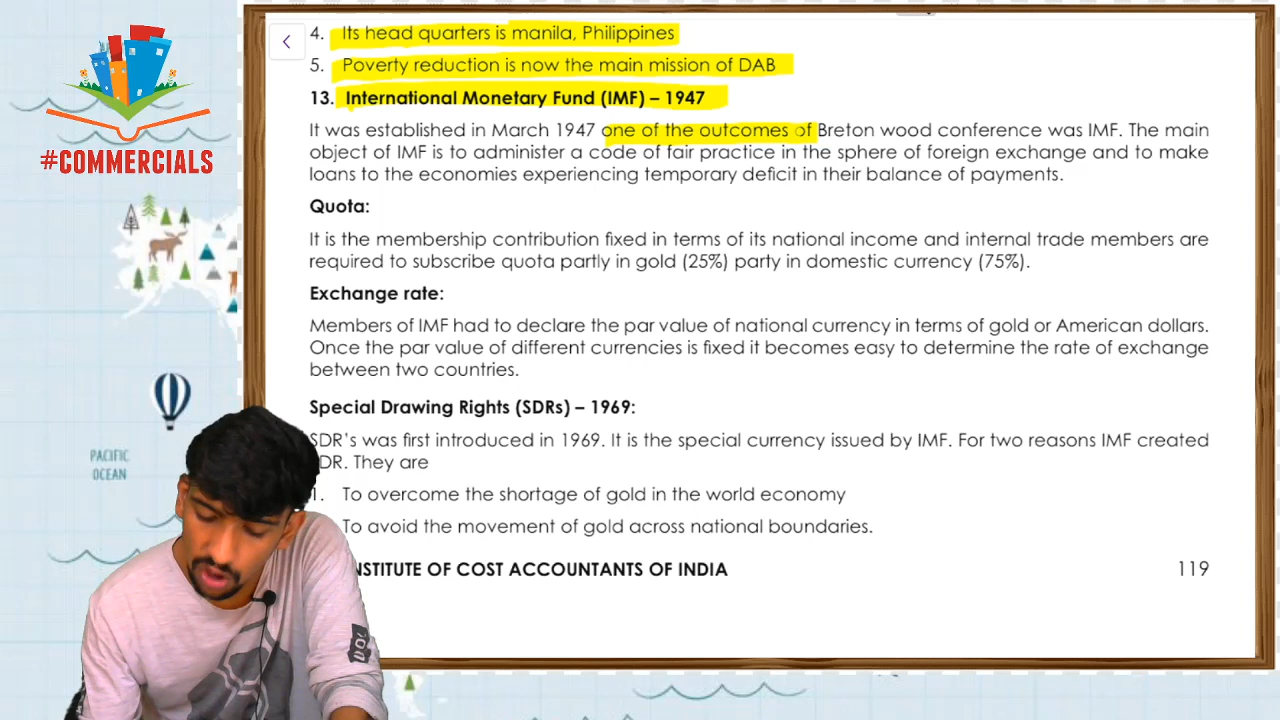 4. Its head quarters is manila, Philippines
5. Poverty reduction is now the main mission of DAB
13. International Monetary Fund (IMF) – 1947
It was established in March 1947 one of the outcomes of Breton wood conference was IMF. The main
object of IMF is to administer a code of fair practice in the sphere of foreign exchange and to make
loans to the economies experiencing temporary deficit in their balance of payments.
Quota:
It is the membership contribution fixed in terms of its national income and internal trade members are
required to subscribe quota partly in gold (25%) party in domestic currency (75%).
Exchange rate:
Members of IMF had to declare the par value of national currency in terms of gold or American dollars.
Once the par value of different currencies is fixed it becomes easy to determine the rate of exchange
between two countries.
Special Drawing Rights (SDRs) – 1969:
SDR's was first introduced in 1969. It is the special currency issued by IMF. For two reasons IMF created
DR. They are
1. To overcome the shortage of gold in the world economy
To avoid the movement of gold across national boundaries.
NSTITUTE OF COST ACCOUNTANTS OF INDIA 119
#COMMERCIALS
PACIFIC
OCEAN